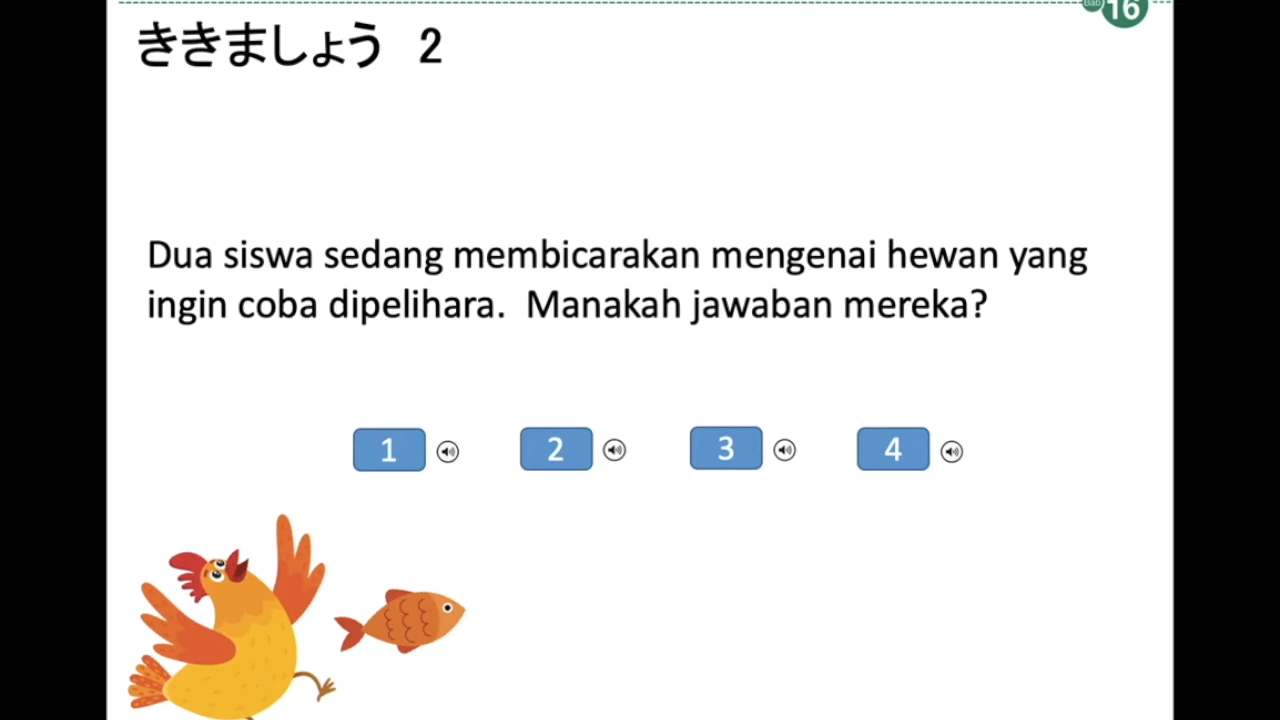 Bab 16
ききましょう 2
Dua siswa sedang membicarakan mengenai hewan yang
ingin coba dipelihara. Manakah jawaban mereka?
1 2 3 4